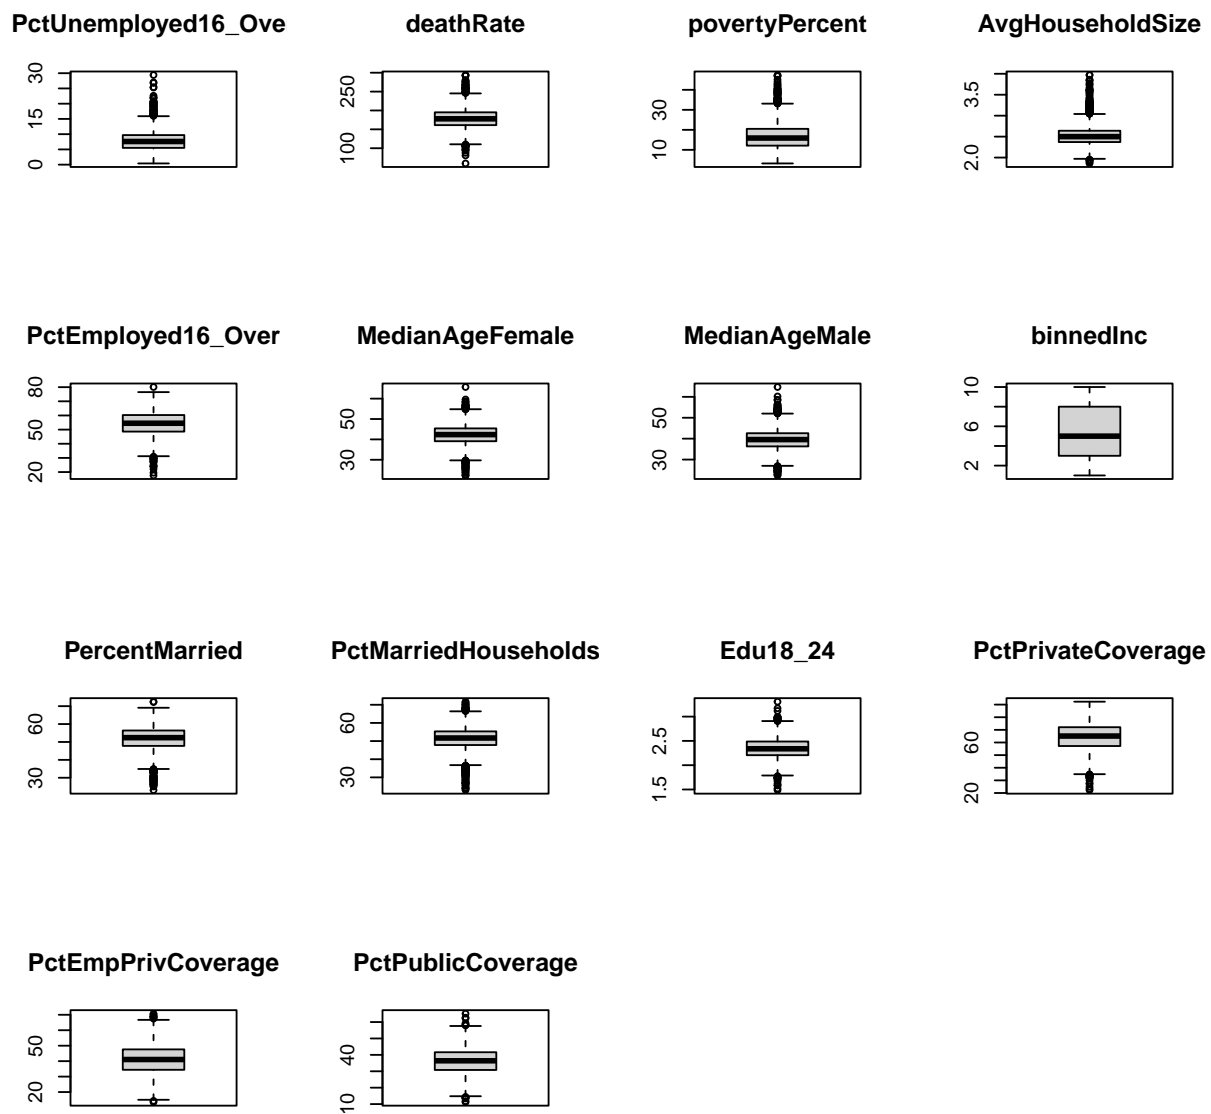 PctUnemployed16_Ove
deathRate
povertyPercent
AvgHouseholdSize
30
15
0
250
100
30
10
3.5
2.0
PctEmployed16_Over
MedianAgeFemale
MedianAgeMale
binnedInc
80
50
20
50
30
50
30
10
6
2
PercentMarried
PctMarriedHouseholds
Edu18_24
PctPrivateCoverage
60
30
60
30
2.5
1.5
60
20
PctEmpPrivCoverage
PctPublicCoverage
50
20
40
10